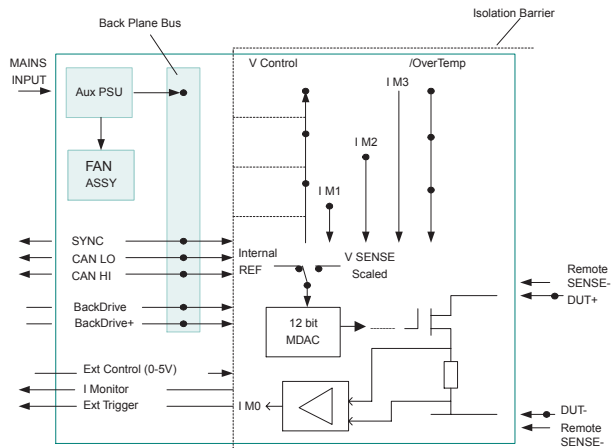 Isolation Barrier
Back Plane Bus
MAINS
INPUT
V Control
/OverTemp
Aux PSU
I M3
FAN
ASSY
I M2
I M1
SYNC
CAN LO
CAN HI
Internal
REF
V SENSE
Scaled
Remote
SENSE-
DUT+
BackDrive
BackDrive+
12 bit
MDAC
Ext Control (0-5V)
I Monitor
Ext Trigger
I M0
DUT-
Remote
SENSE-